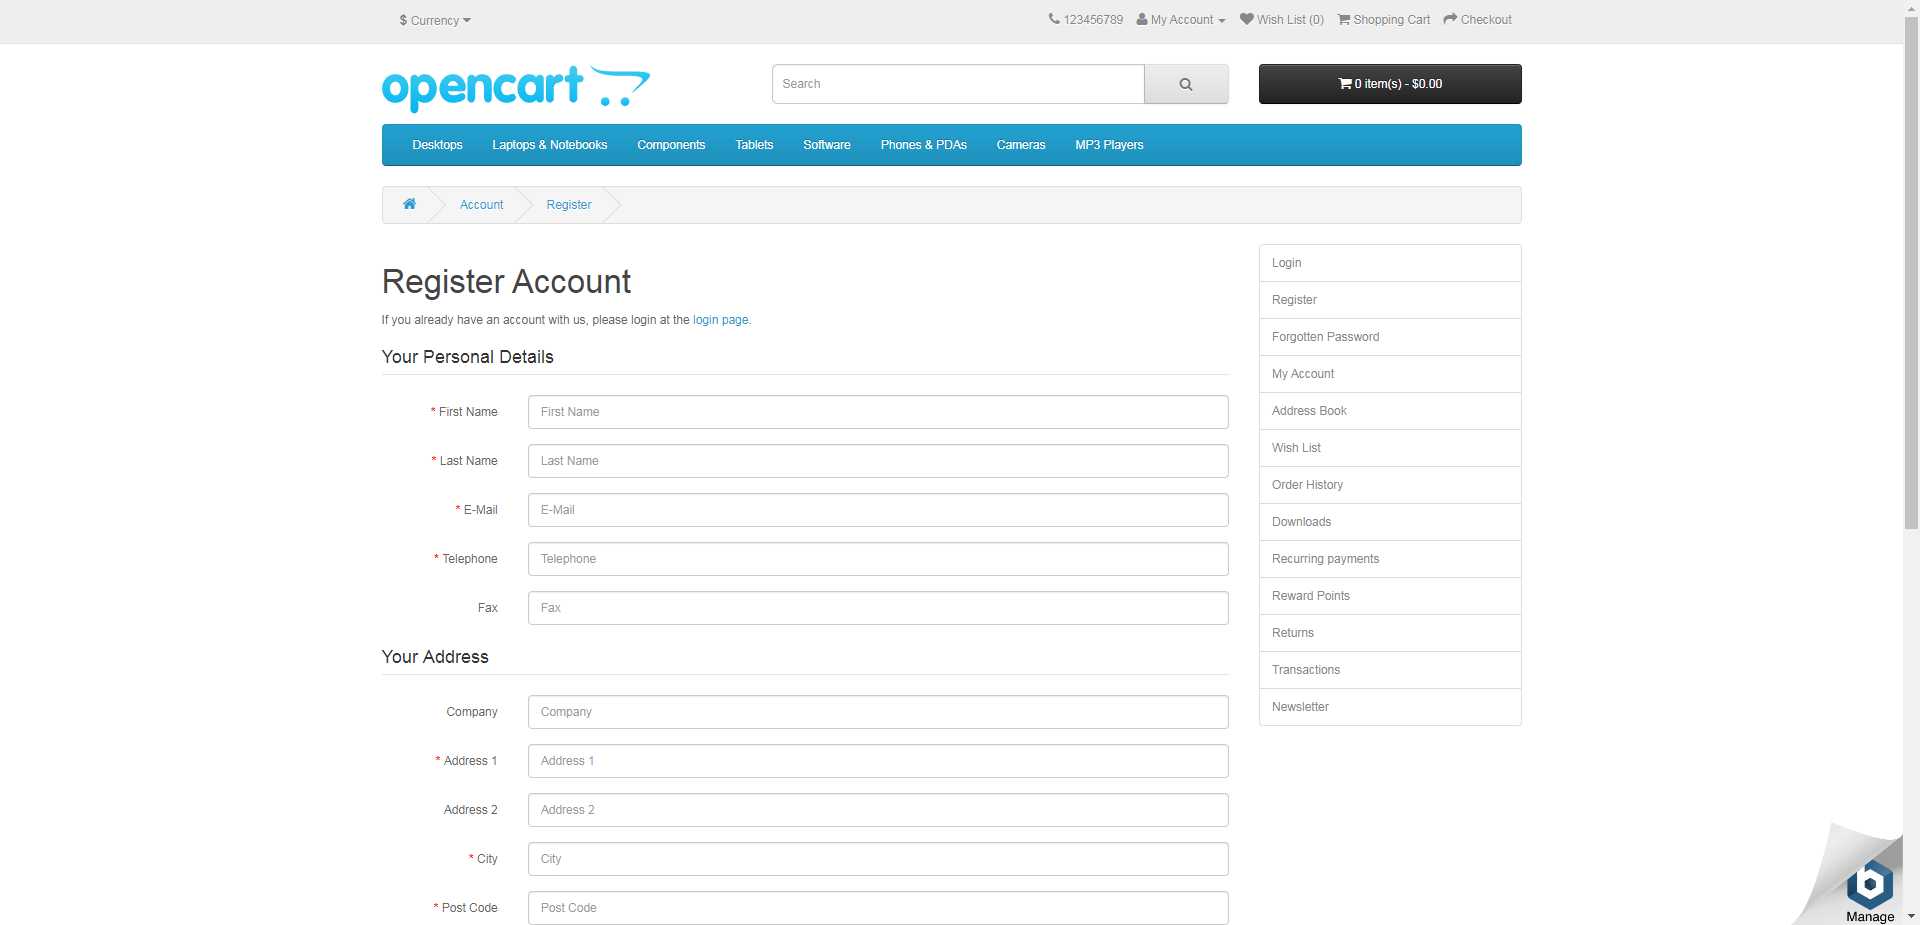 $ Currency
123456789 My Account Wish List (0) Shopping Cart Checkout
opencart
Search
0 item(s) - $0.00
Desktops Laptops & Notebooks Components Tablets Software Phones & PDAs Cameras MP3 Players
Account Register
Register Account
If you already have an account with us, please login at the login page.
Your Personal Details
* First Name First Name
* Last Name Last Name
* E-Mail E-Mail
* Telephone Telephone
Fax Fax
Your Address
Company Company
* Address 1 Address 1
Address 2 Address 2
* City City
* Post Code Post Code
Login
Register
Forgotten Password
My Account
Address Book
Wish List
Order History
Downloads
Recurring payments
Reward Points
Returns
Transactions
Newsletter
b
Manage